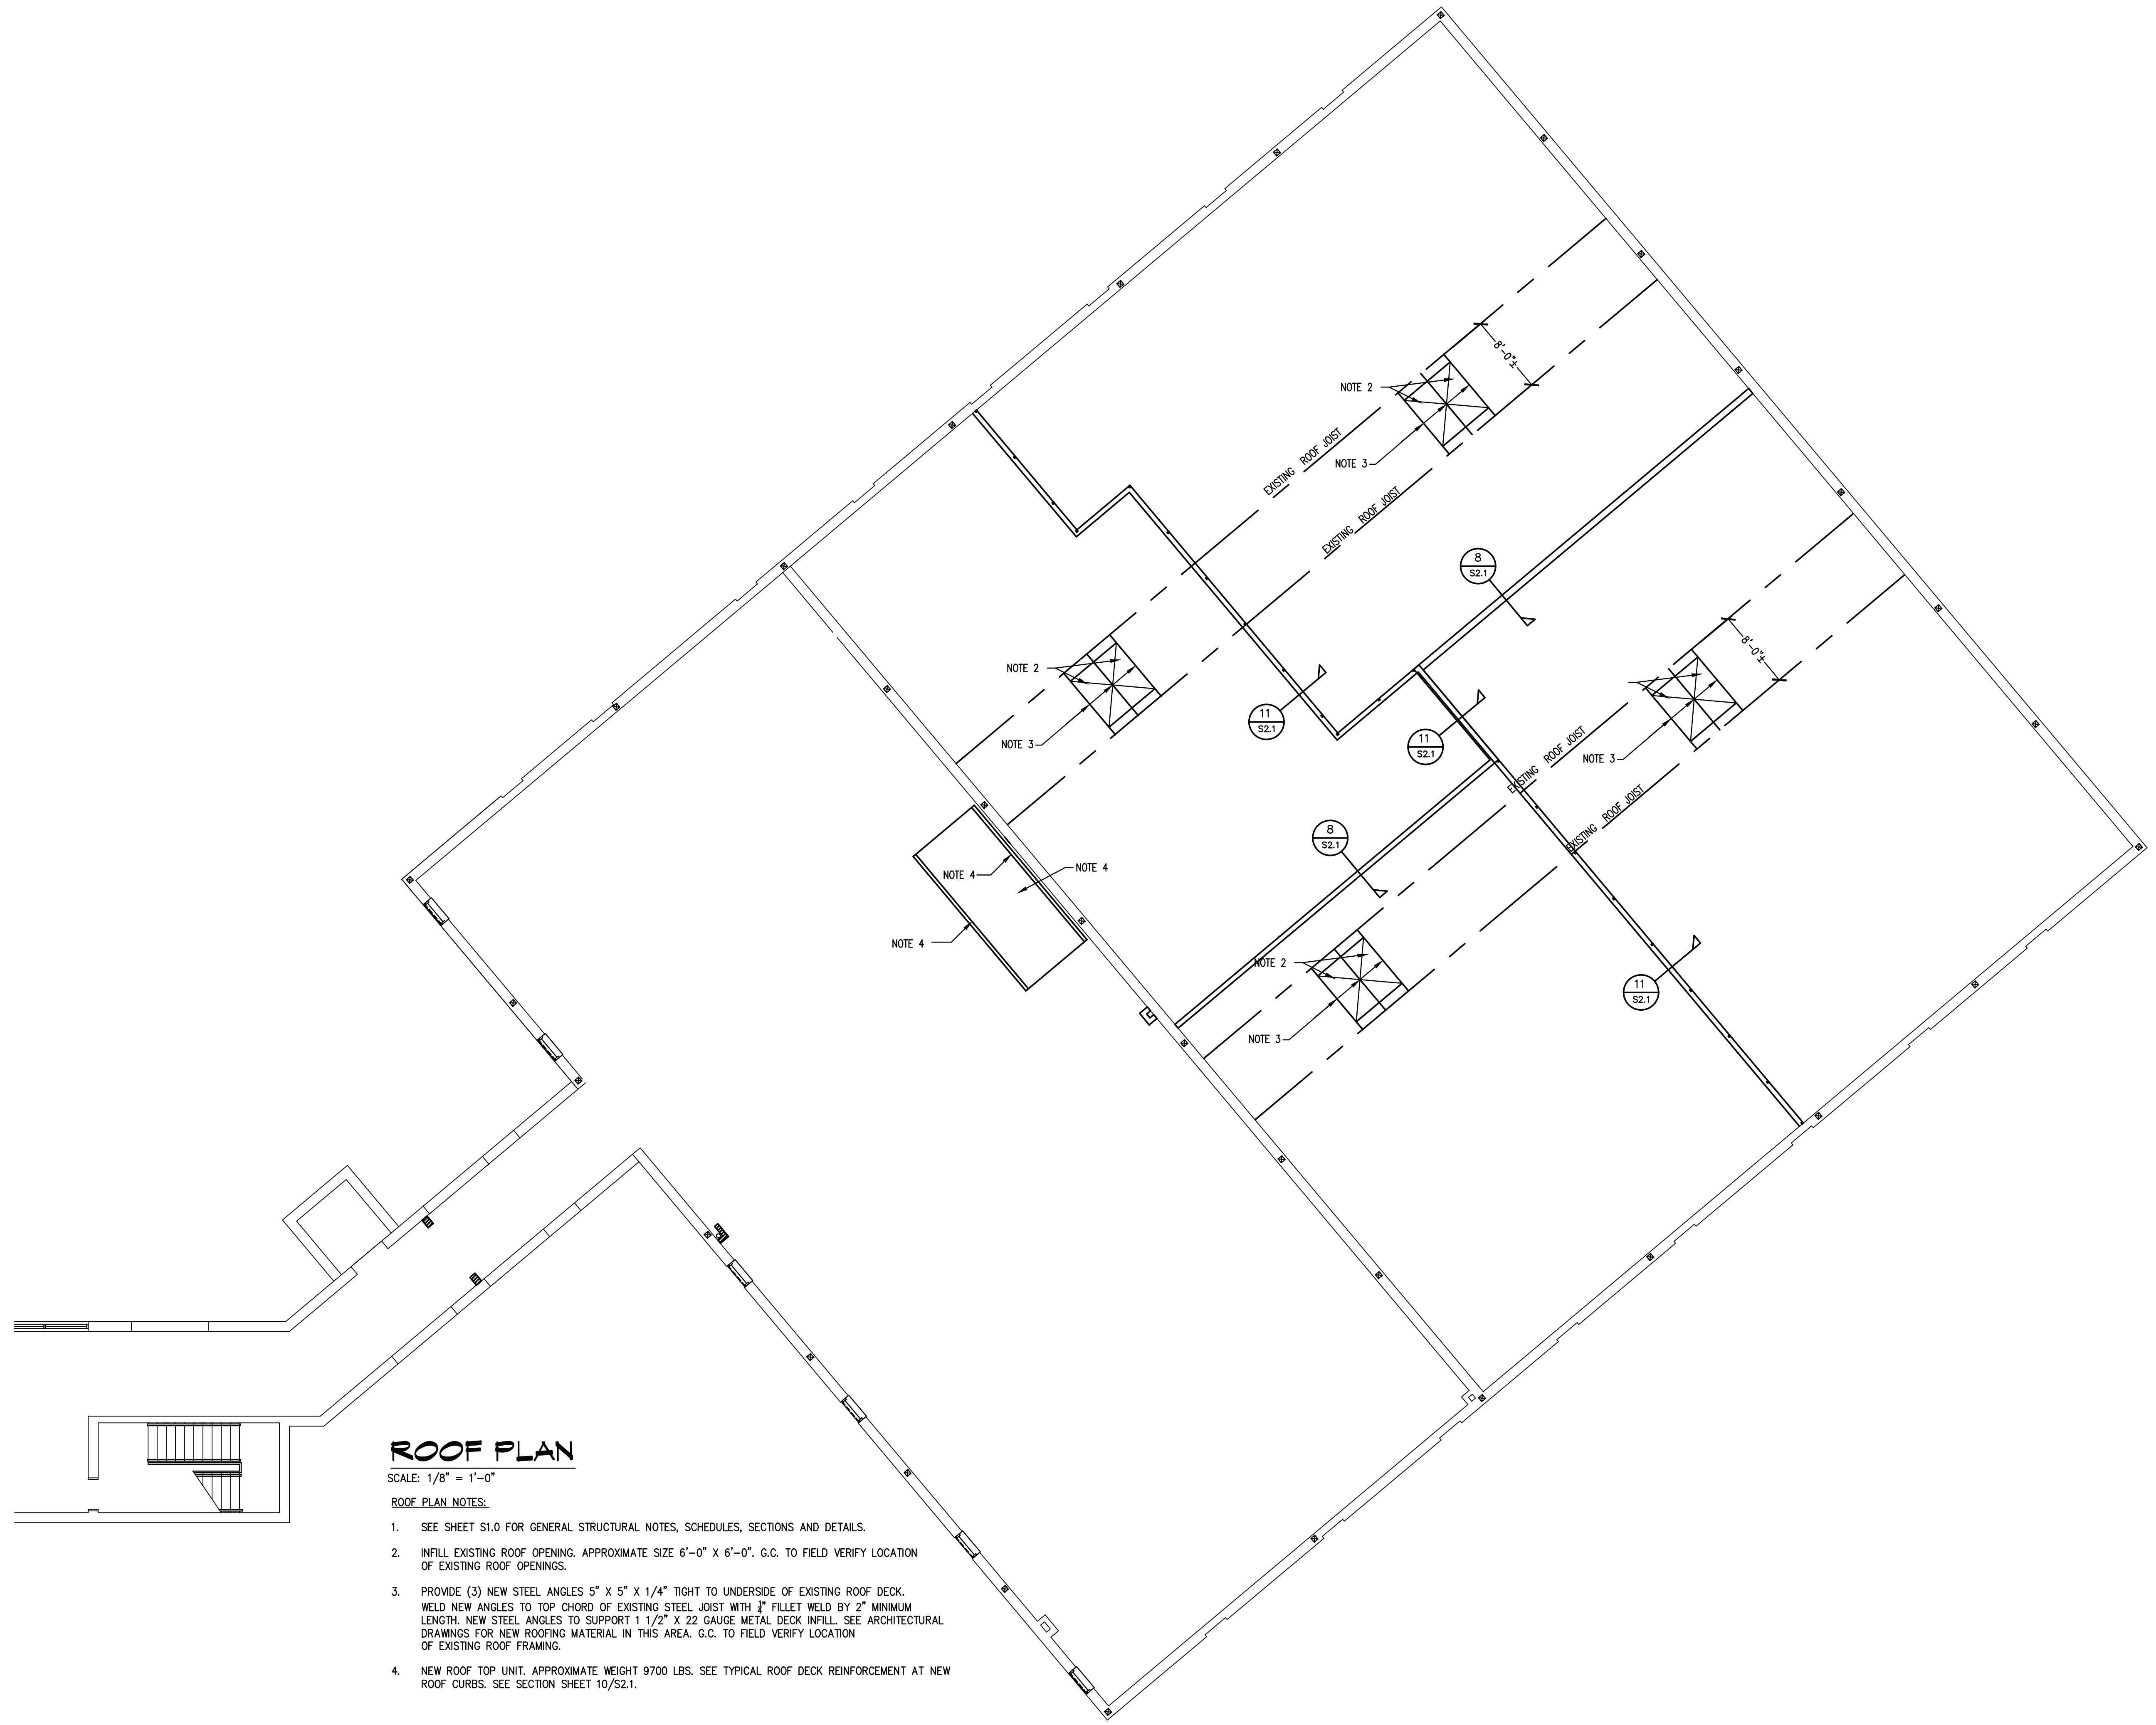 8'-0"±
NOTE 2
EXISTING ROOF JOIST
NOTE 3
EXISTING ROOF JOIST
8
S2.1
8'-0"±
NOTE 2
11
S2.1
NOTE 3
11
S2.1
EXISTING ROOF JOIST
NOTE 3
EXISTING ROOF JOIST
8
S2.1
NOTE 4
NOTE 4
NOTE 4
NOTE 2
11
S2.1
NOTE 3
ROOF PLAN
SCALE: 1/8" = 1'-0"
ROOF PLAN NOTES:
1. SEE SHEET S1.0 FOR GENERAL STRUCTURAL NOTES, SCHEDULES, SECTIONS AND DETAILS.
2. INFILL EXISTING ROOF OPENING. APPROXIMATE SIZE 6'-0" X 6'-0". G.C. TO FIELD VERIFY LOCATION
OF EXISTING ROOF OPENINGS.
3. PROVIDE (3) NEW STEEL ANGLES 5" X 5" X 1/4" TIGHT TO UNDERSIDE OF EXISTING ROOF DECK.
WELD NEW ANGLES TO TOP CHORD OF EXISTING STEEL JOIST WITH FILLET WELD BY 2" MINIMUM
LENGTH. NEW STEEL ANGLES TO SUPPORT 1 1/2" X 22 GAUGE METAL DECK INFILL. SEE ARCHITECTURAL
DRAWINGS FOR NEW ROOFING MATERIAL IN THIS AREA. G.C. TO FIELD VERIFY LOCATION
OF EXISTING ROOF FRAMING.
4. NEW ROOF TOP UNIT. APPROXIMATE WEIGHT 9700 LBS. SEE TYPICAL ROOF DECK REINFORCEMENT AT NEW
ROOF CURBS. SEE SECTION SHEET 10/S2.1.